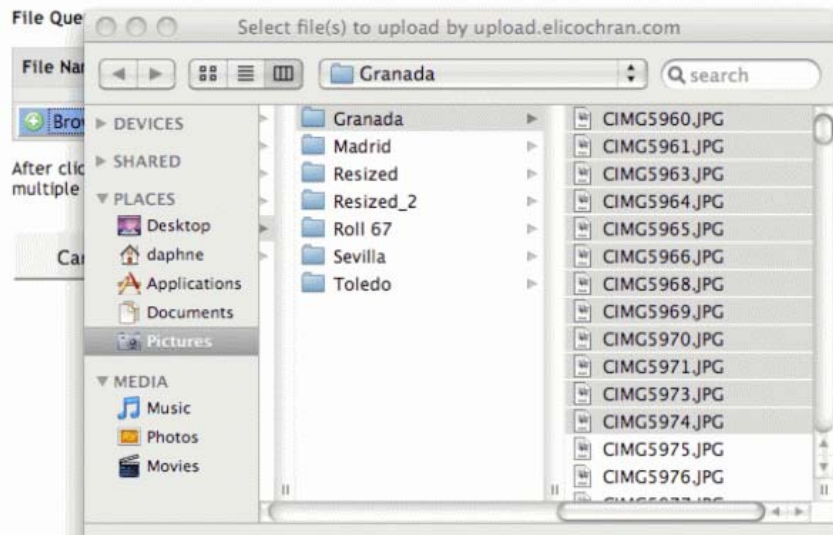 File Que
Select file(s) to upload by upload.elicochran.com
File Nar
Granada
search
Brow
After clic
multiple
Car
DEVICES
SHARED
PLACES
Desktop
daphne
Applications
Documents
Pictures
MEDIA
Music
Photos
Movies
Granada
Madrid
Resized
Resized_2
Roll 67
Sevilla
Toledo
CIMG5960.JPG
CIMG5961.JPG
CIMG5963.JPG
CIMG5964.JPG
CIMG5965.JPG
CIMG5966.JPG
CIMG5968.JPG
CIMG5969.JPG
CIMG5970.JPG
CIMG5971.JPG
CIMG5973.JPG
CIMG5974.JPG
CIMG5975.JPG
CIMG5976.JPG